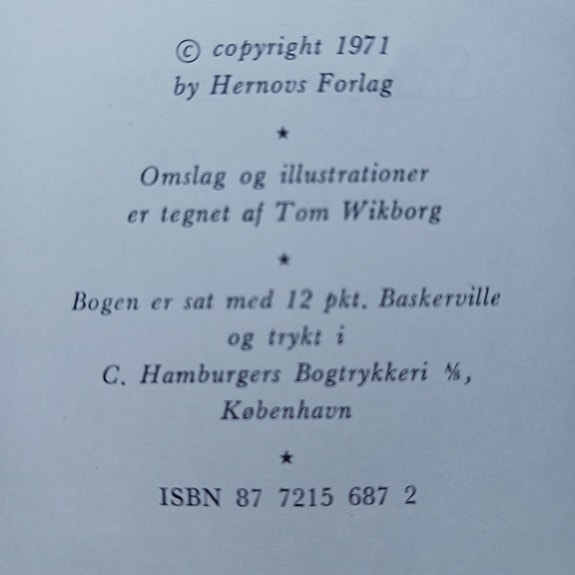 © copyright 1971
by Hernovs Forlag
★
Omslag og illustrationer
er tegnet af Tom Wikborg
★
Bogen er sat med 12 pkt. Baskerville
og trykt i
C. Hamburgers Bogtrykkeri A/S,
København
★
ISBN 87 7215 687 2